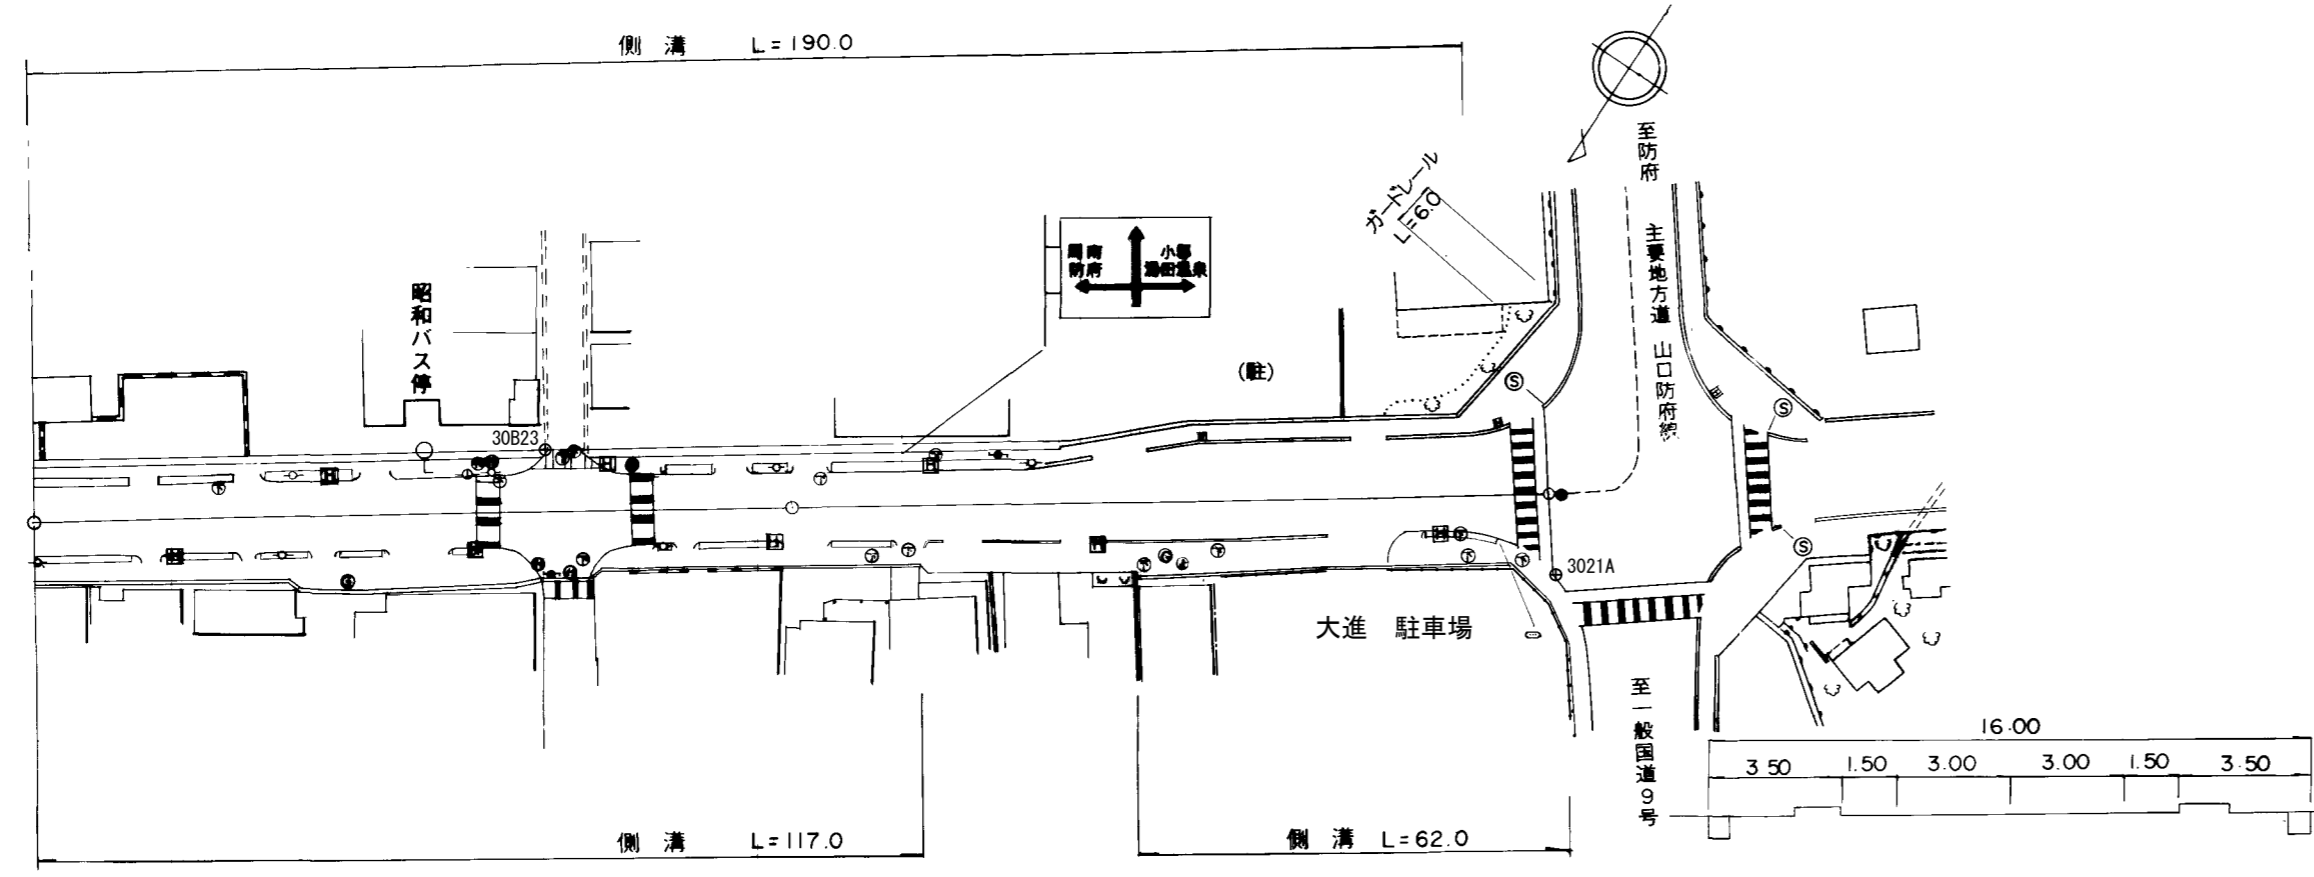 側 溝 L=190.0
至防府
ガードレール
L=6.0
主要地方道 山口防府線
周南 小郡
防府 湯田温泉
昭和バス停
(駐)
30B23
3021A
大進 駐車場
至一般国道9号
16.00
3.50 1.50 3.00 3.00 1.50 3.50
側 溝 L=117.0
側 溝 L=62.0